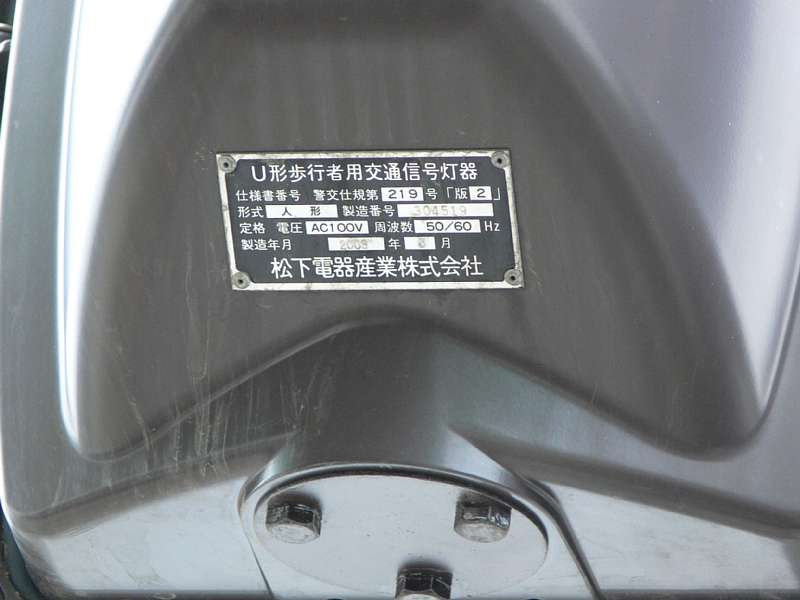 U形歩行者用交通信号灯器
仕様書番号 警交仕規第 219 号「版 2」
形式 人形 製造番号 304519
定格 電圧 AC100V 周波数 50/60 Hz
製造年月 2003 年 月
松下電器産業株式会社